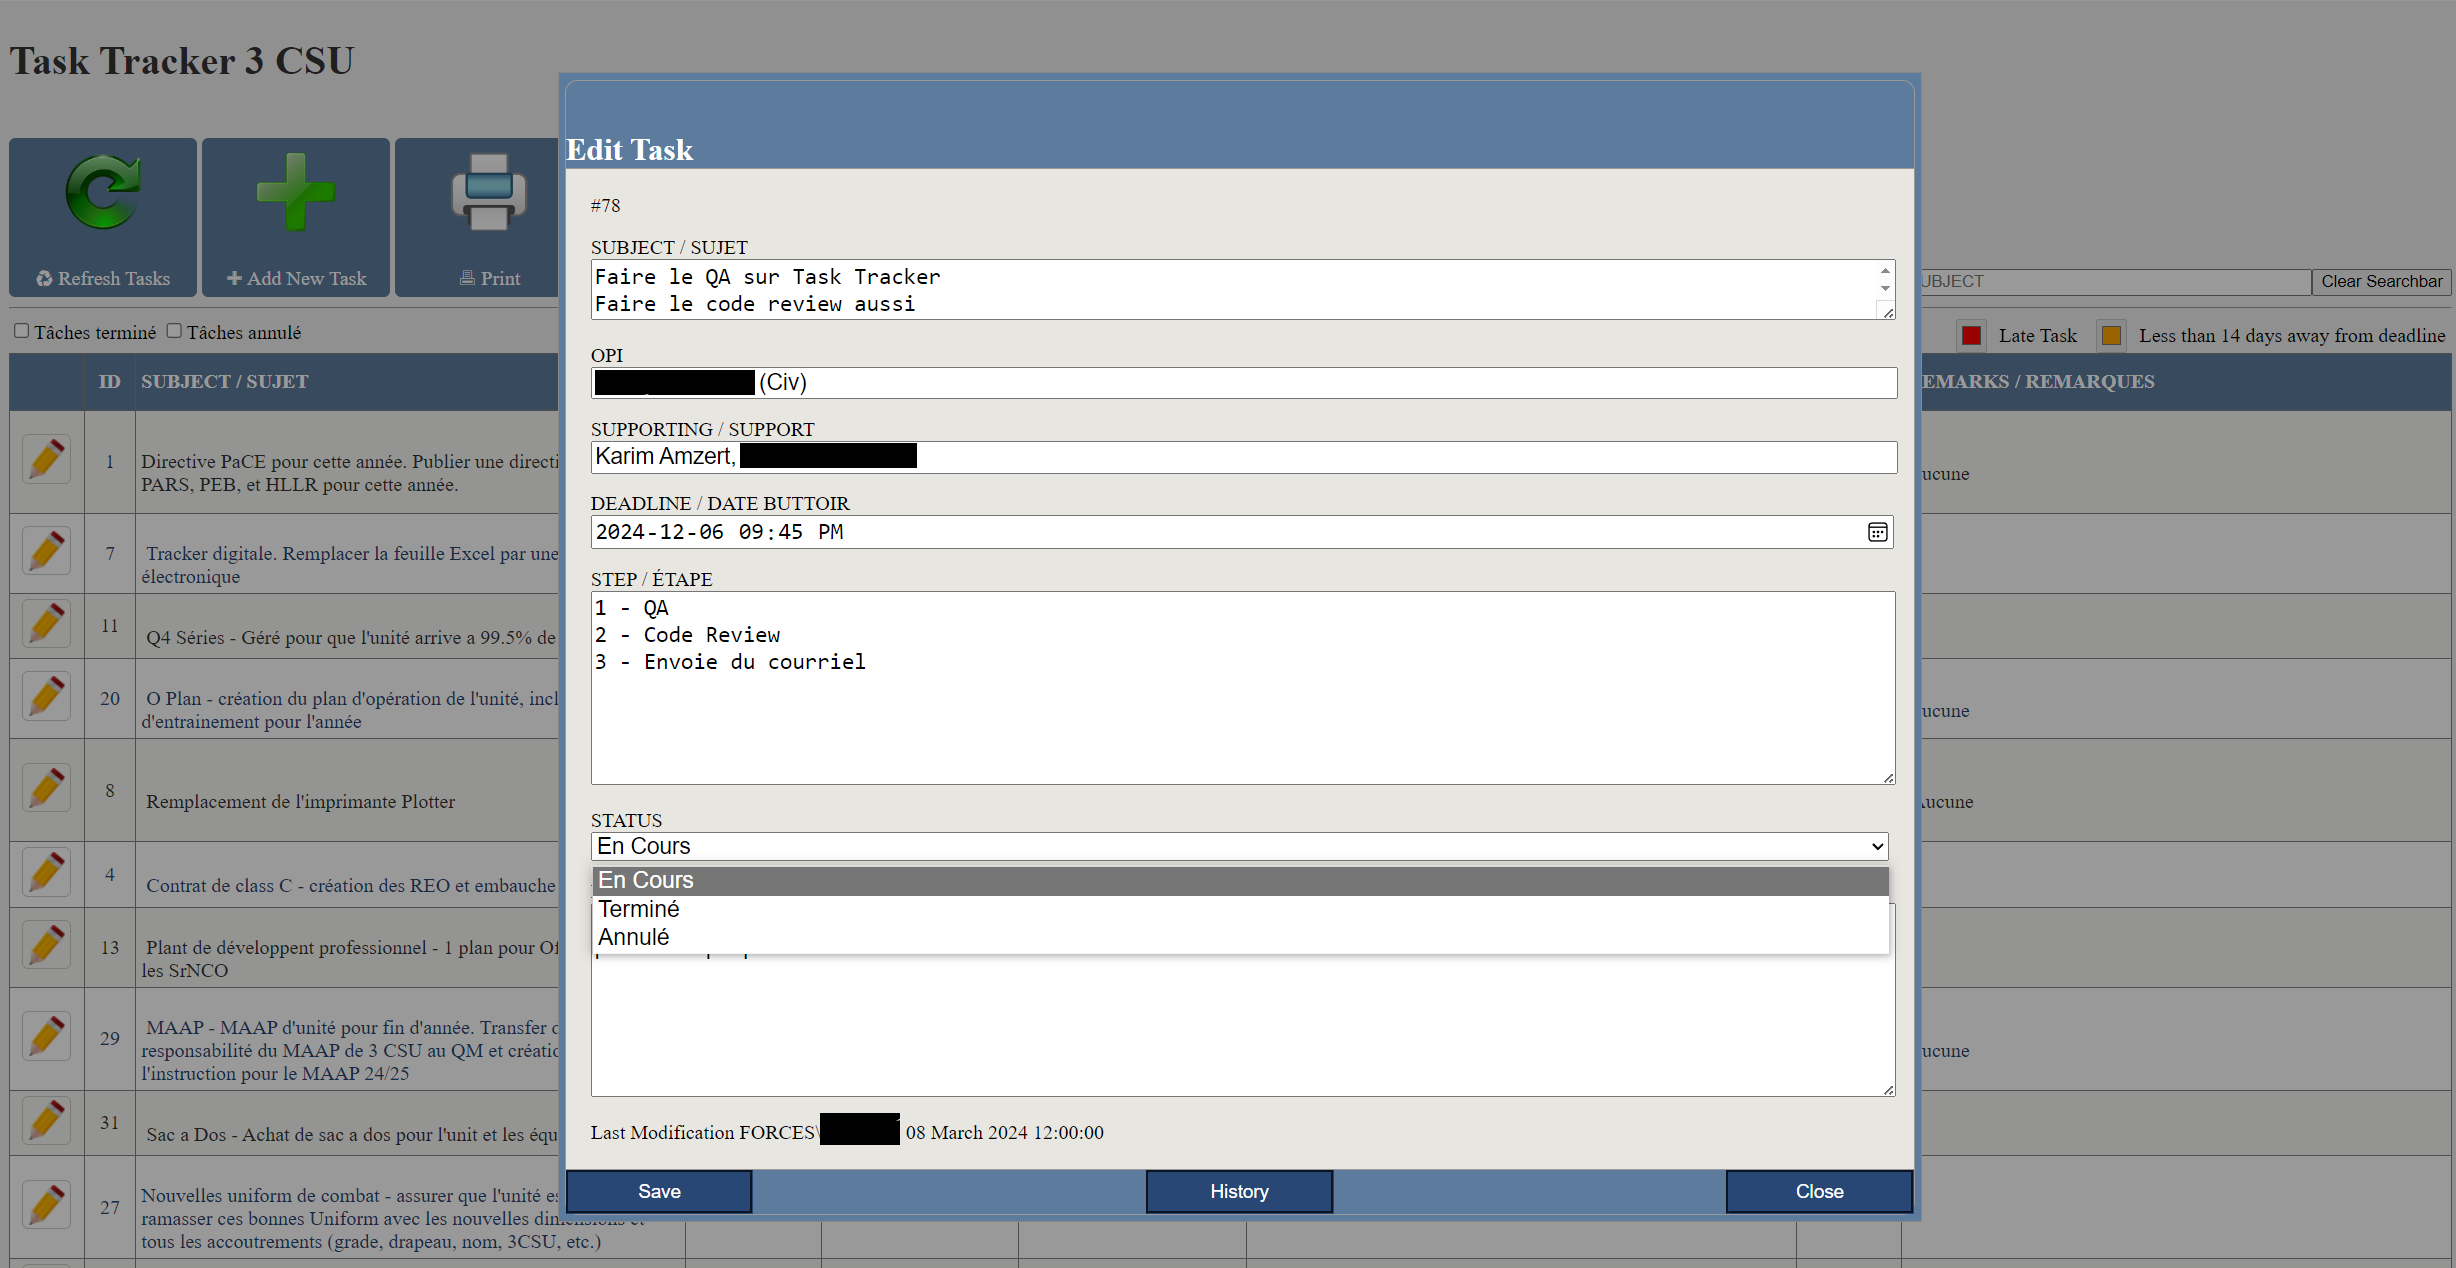 Task Tracker 3 CSU
Refresh Tasks
Add New Task
Print
UBJECT
Clear Searchbar
Tâches terminé
Tâches annulé
Late Task
Less than 14 days away from deadline
ID
SUBJECT / SUJET
EMARKS / REMARQUES
1
Directive PaCE pour cette année. Publier une directi
PARS, PEB, et HLLR pour cette année.
ucune
7
Tracker digitale. Remplacer la feuille Excel par une
électronique
11
Q4 Séries - Géré pour que l'unité arrive a 99.5% de
20
O Plan - création du plan d'opération de l'unité, incl
d'entrainement pour l'année
ucune
8
Remplacement de l'imprimante Plotter
Aucune
4
Contrat de class C - création des REO et embauche
13
Plant de développent professionnel - 1 plan pour Of
les SrNCO
29
MAAP - MAAP d'unité pour fin d'année. Transfer d
responsabilité du MAAP de 3 CSU au QM et créatio
l'instruction pour le MAAP 24/25
ucune
31
Sac a Dos - Achat de sac a dos pour l'unit et les équ
27
Nouvelles uniform de combat - assurer que l'unité es
ramasser ces bonnes Uniform avec les nouvelles dimensions et
tous les accoutrements (grade, drapeau, nom, 3CSU, etc.)
Edit Task
#78
SUBJECT / SUJET
Faire le QA sur Task Tracker
Faire le code review aussi
OPI
(Civ)
SUPPORTING / SUPPORT
Karim Amzert,
DEADLINE / DATE BUTTOIR
2024-12-06 09:45 PM
STEP / ÉTAPE
1 - QA
2 - Code Review
3 - Envoie du courriel
STATUS
En Cours
En Cours
Terminé
Annulé
Last Modification FORCES\ 08 March 2024 12:00:00
Save
History
Close